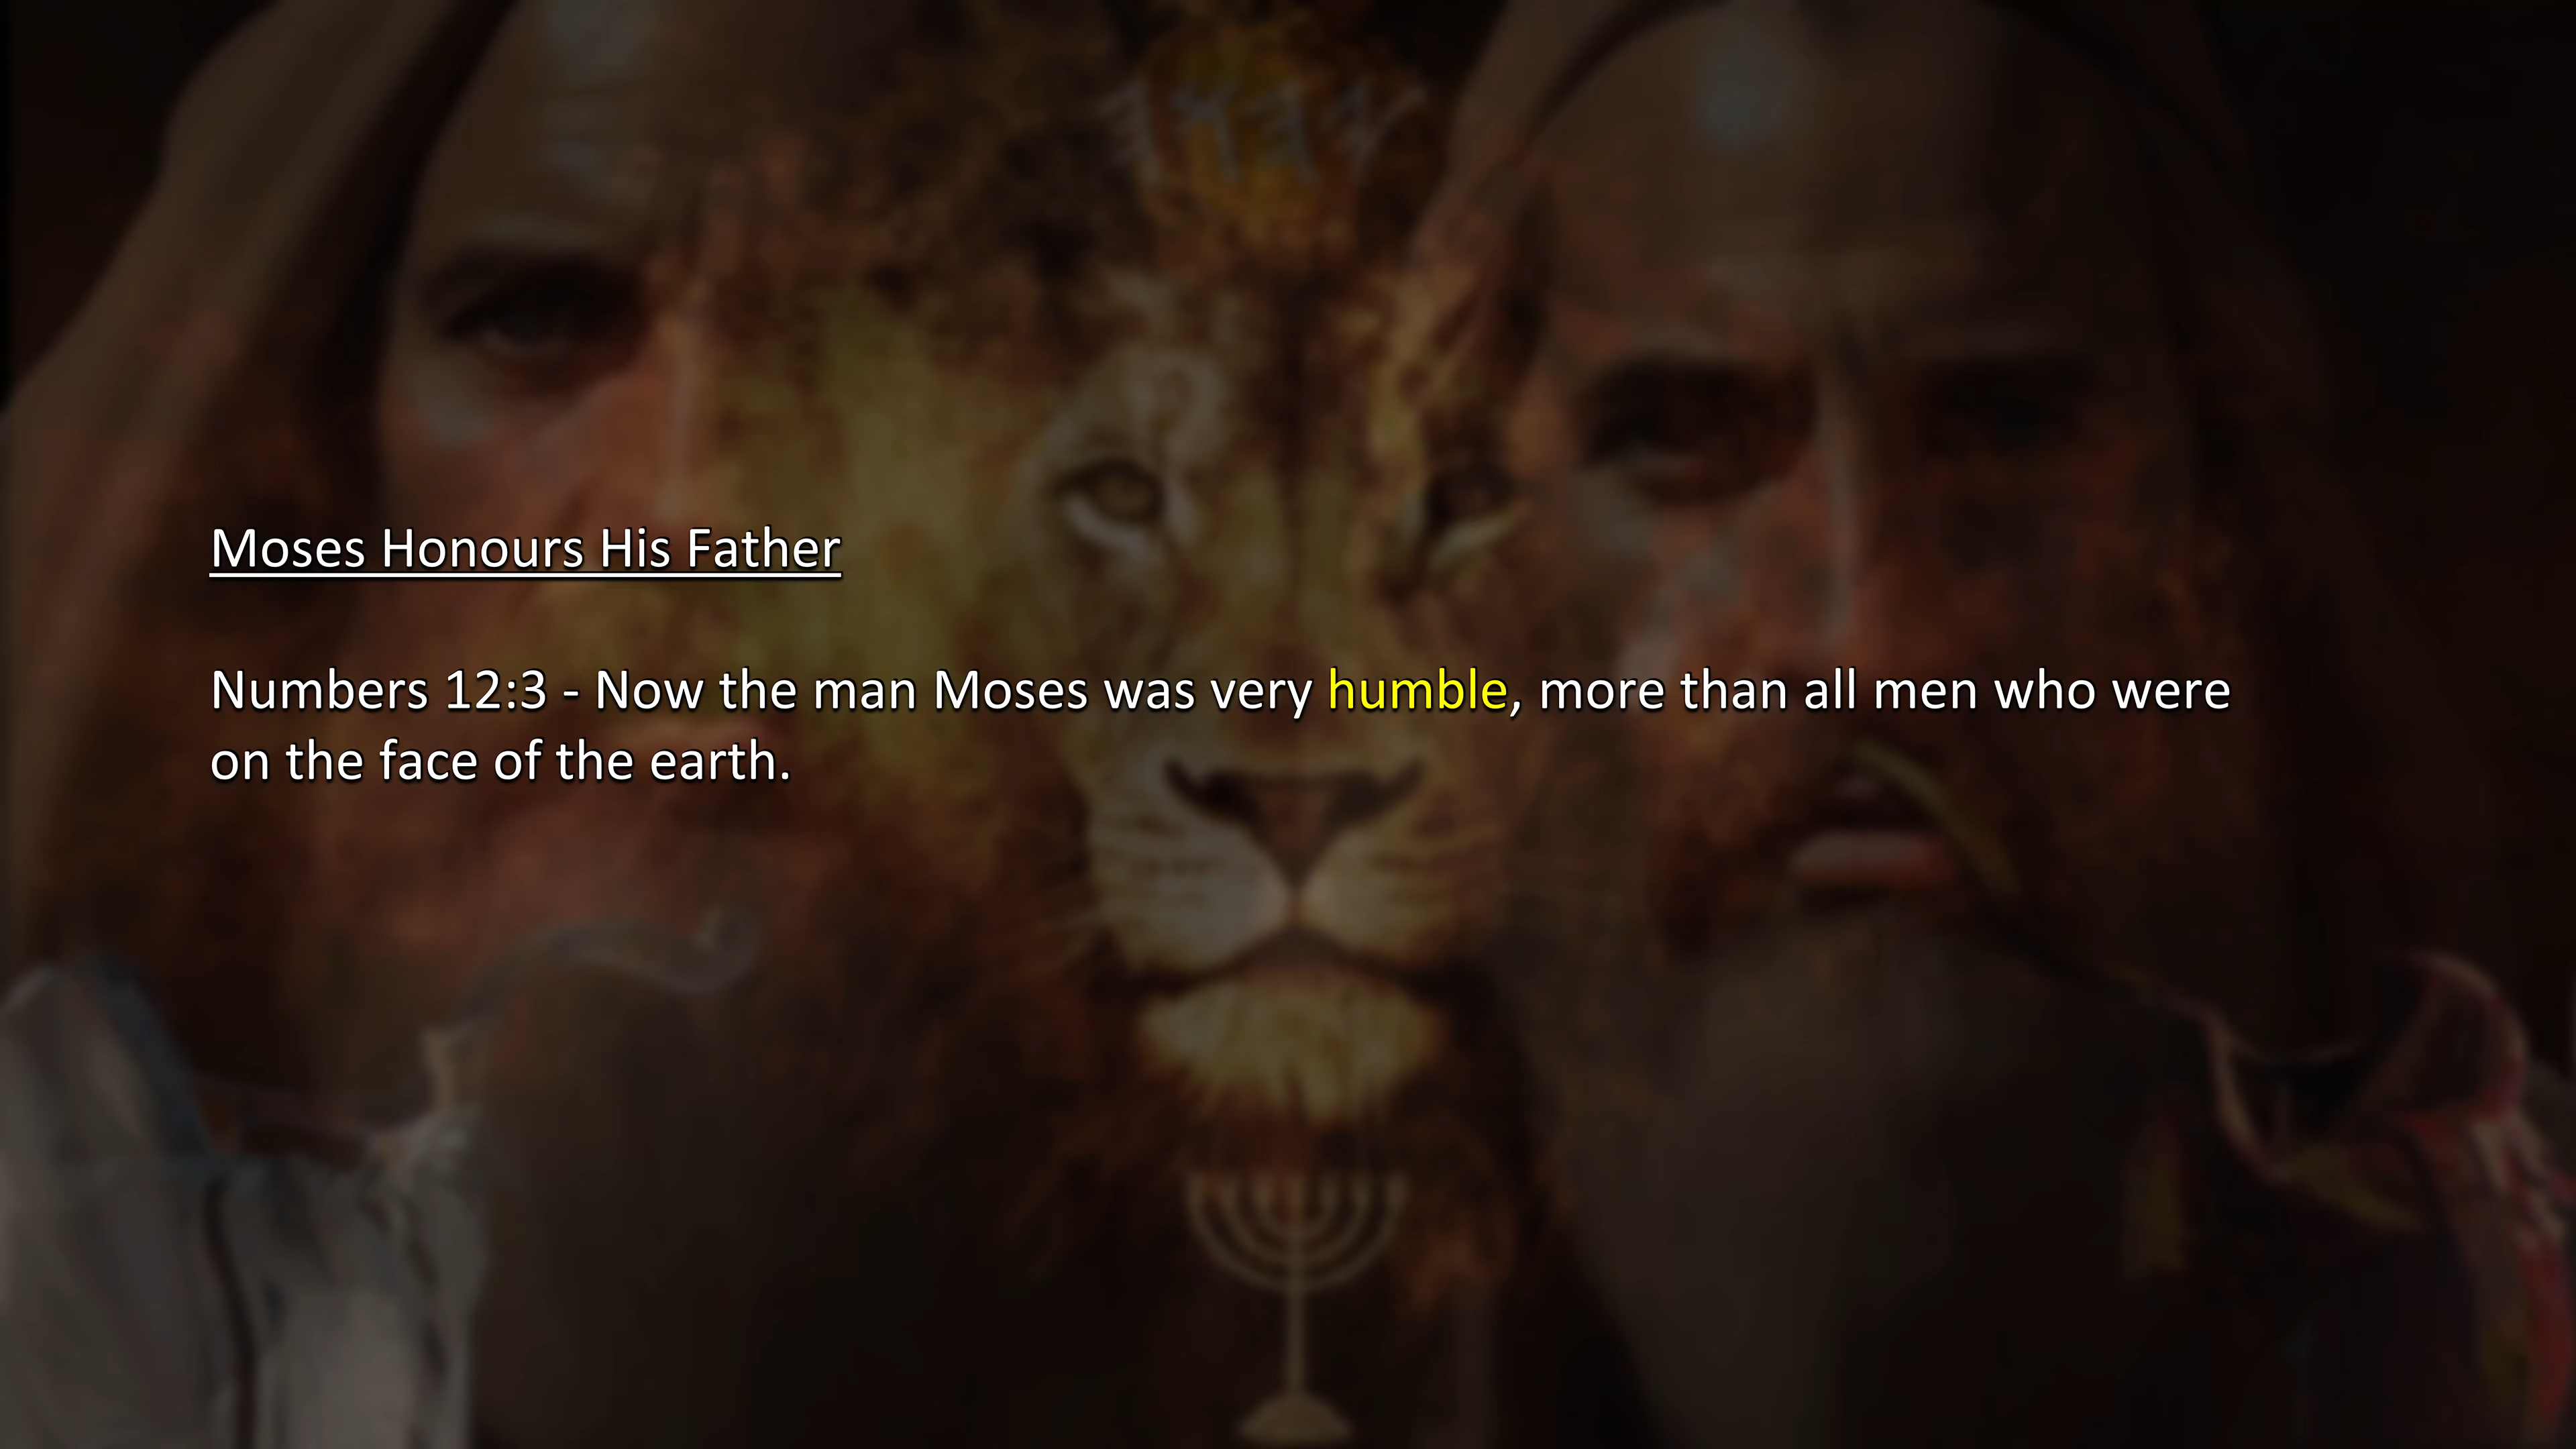 𐤉𐤄𐤅𐤄
Moses Honours His Father
Numbers 12:3 - Now the man Moses was very humble, more than all men who were
on the face of the earth.